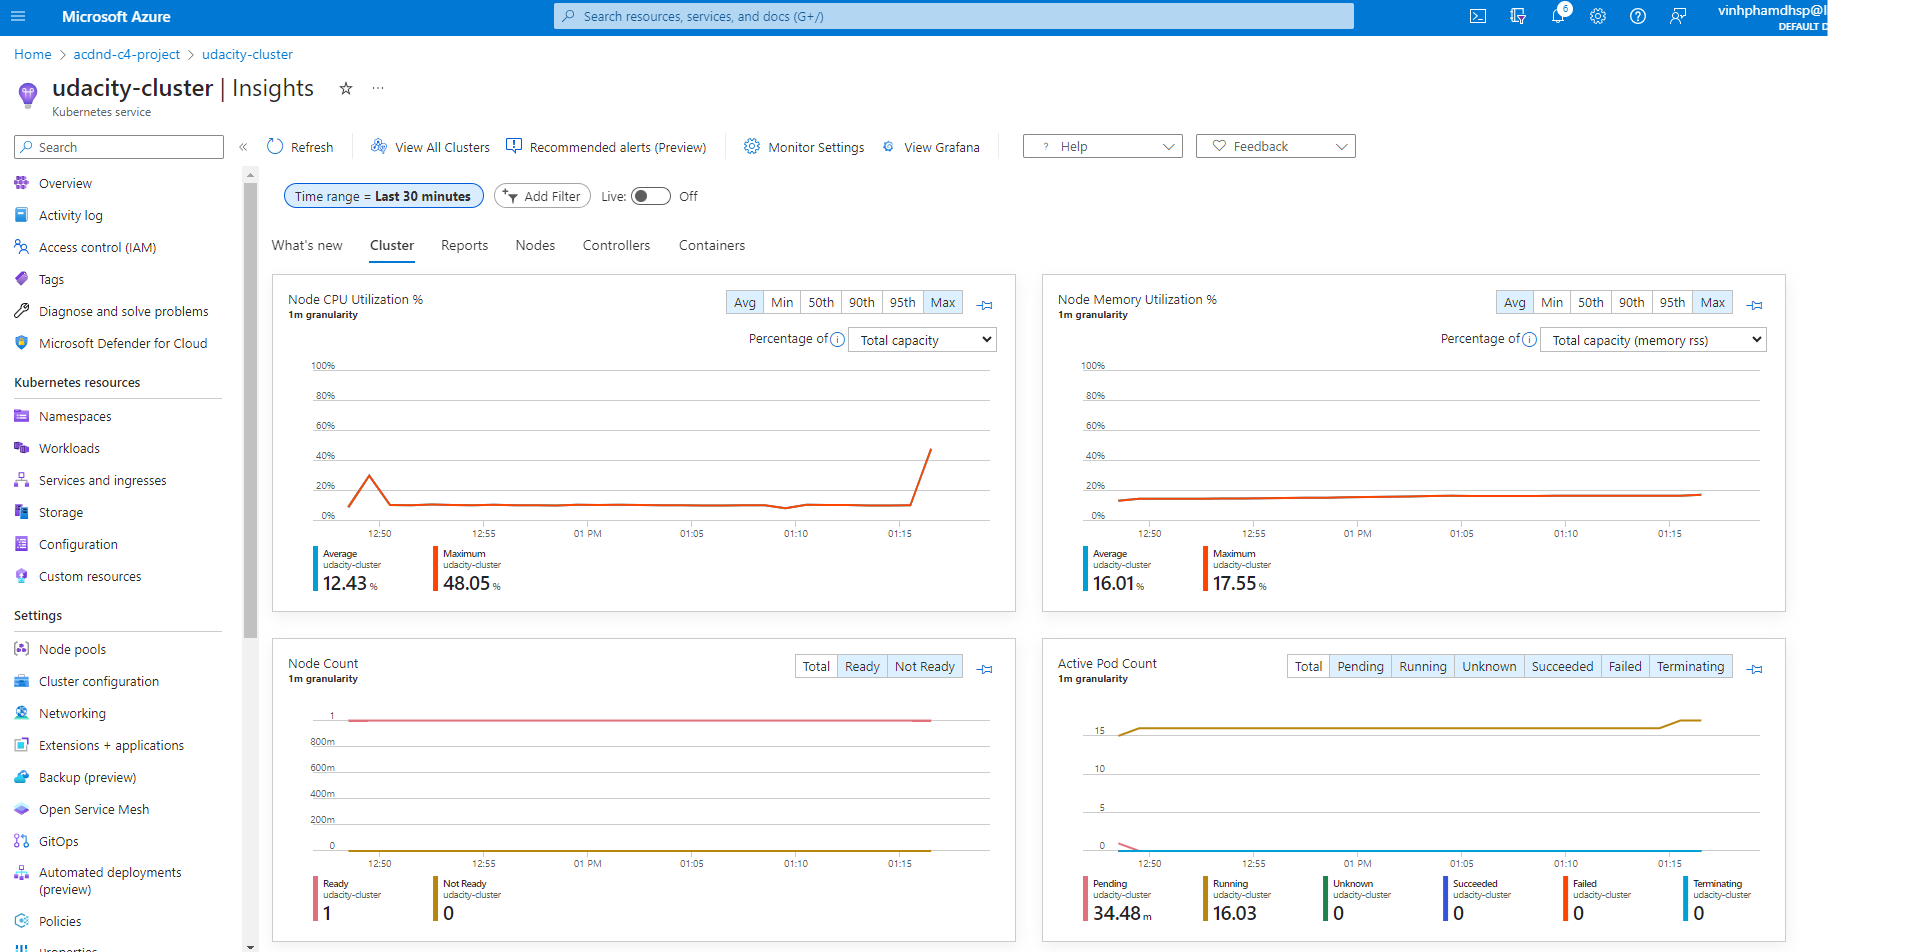 Microsoft Azure
Search resources, services, and docs (G+/)
6
vinhphamdhsp@
DEFAULT D
Home > acdnd-c4-project > udacity-cluster
udacity-cluster | Insights
...
Kubernetes service
Search
«
Refresh
View All Clusters
Recommended alerts (Preview)
Monitor Settings
View Grafana
? Help
Feedback
Overview
Activity log
Access control (IAM)
Tags
Diagnose and solve problems
Microsoft Defender for Cloud
Kubernetes resources
Namespaces
Workloads
Services and ingresses
Storage
Configuration
Custom resources
Settings
Node pools
Cluster configuration
Networking
Extensions + applications
Backup (preview)
Open Service Mesh
GitOps
Automated deployments
(preview)
Policies
Properties
Time range = Last 30 minutes
Add Filter
Live: Off
What's new
Cluster
Reports
Nodes
Controllers
Containers
Node CPU Utilization %
1m granularity
Avg Min 50th 90th 95th Max
Percentage of Total capacity
100%
80%
60%
40%
20%
0%
12:50 12:55 01 PM 01:05 01:10 01:15
Average
udacity-cluster
12.43 %
Maximum
udacity-cluster
48.05 %
Node Memory Utilization %
1m granularity
Avg Min 50th 90th 95th Max
Percentage of Total capacity (memory rss)
100%
80%
60%
40%
20%
0%
12:50 12:55 01 PM 01:05 01:10 01:15
Average
udacity-cluster
16.01 %
Maximum
udacity-cluster
17.55 %
Node Count
1m granularity
Total Ready Not Ready
1
800m
600m
400m
200m
0
12:50 12:55 01 PM 01:05 01:10 01:15
Ready
udacity-cluster
1
Not Ready
udacity-cluster
0
Active Pod Count
1m granularity
Total Pending Running Unknown Succeeded Failed Terminating
15
10
5
0
12:50 12:55 01 PM 01:05 01:10 01:15
Pending
udacity-cluster
34.48 m
Running
udacity-cluster
16.03
Unknown
udacity-cluster
0
Succeeded
udacity-cluster
0
Failed
udacity-cluster
0
Terminating
udacity-cluster
0